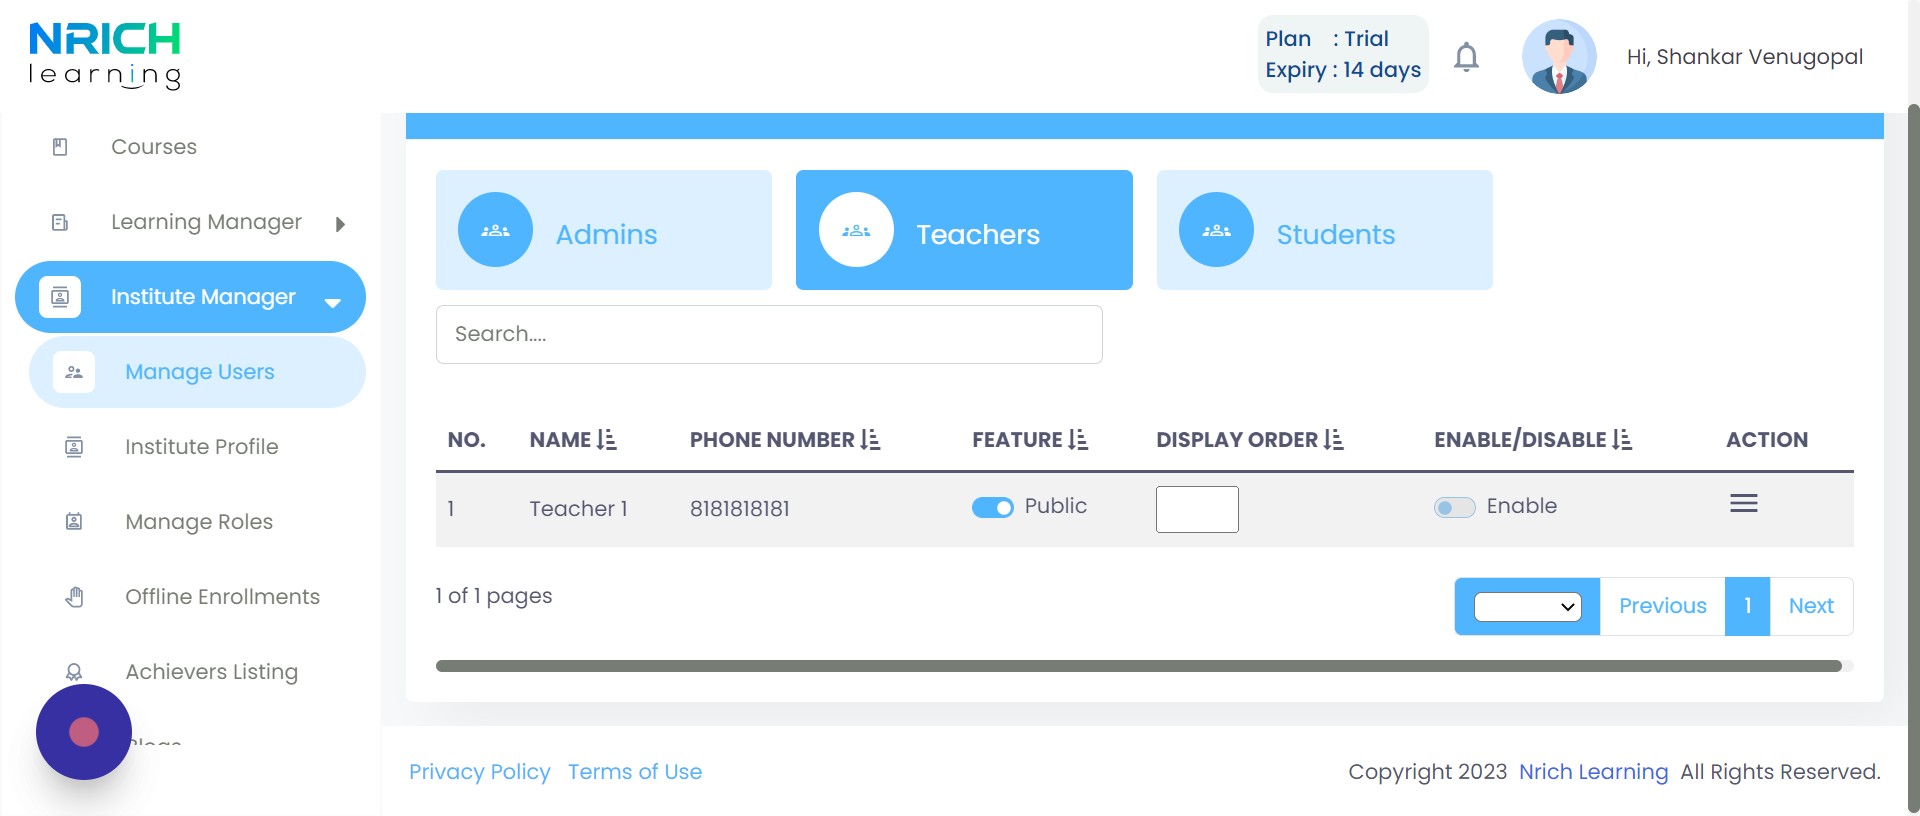 NRICH
learning
Plan : Trial
Expiry : 14 days
Hi, Shankar Venugopal
Courses
Learning Manager
Institute Manager
Manage Users
Institute Profile
Manage Roles
Offline Enrollments
Achievers Listing
Admins
Teachers
Students
Search....
NO. NAME PHONE NUMBER FEATURE DISPLAY ORDER ENABLE/DISABLE ACTION
1 Teacher 1 8181818181 Public Enable
1 of 1 pages
Previous 1 Next
Privacy Policy Terms of Use
Copyright 2023 Nrich Learning All Rights Reserved.